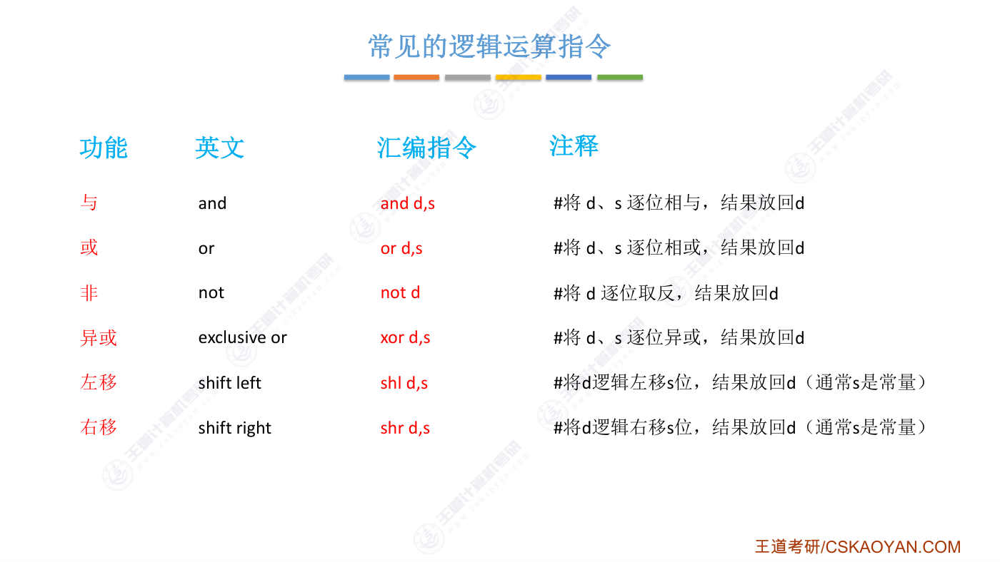 常见的逻辑运算指令
功能 英文 汇编指令 注释
与 and and d,s #将 d、s 逐位相与，结果放回d
或 or or d,s #将 d、s 逐位相或，结果放回d
非 not not d #将 d 逐位取反，结果放回d
异或 exclusive or xor d,s #将 d、s 逐位异或，结果放回d
左移 shift left shl d,s #将d逻辑左移s位，结果放回d（通常s是常量）
右移 shift right shr d,s #将d逻辑右移s位，结果放回d（通常s是常量）
王道考研/CSKAOYAN.COM